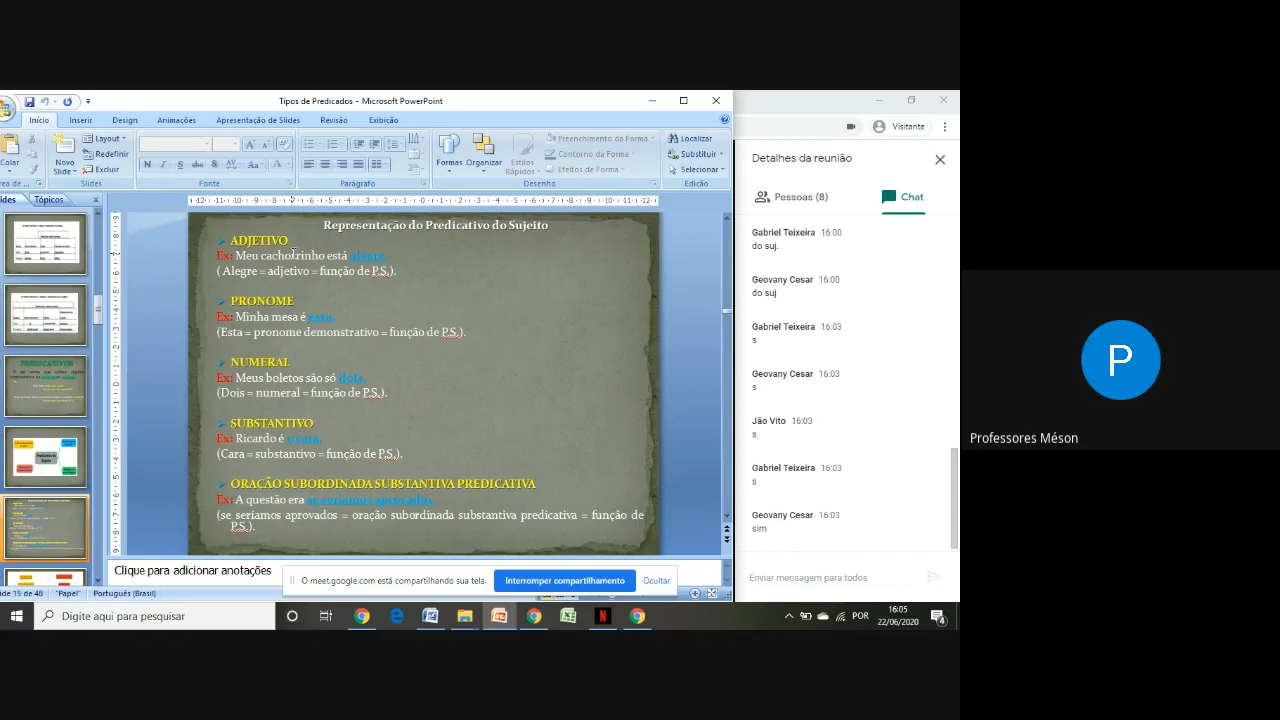 Tipos de Predicados - Microsoft PowerPoint
Início Inserir Design Animações Apresentação de Slides Revisão Exibição
Colar
Novo Slide
Layout
Redefinir
Excluir
Slides
Fonte
Parágrafo
Formas
Organizar
Estilos Rápidos
Preenchimento da Forma
Contorno da Forma
Efeitos de Forma
Desenho
Localizar
Substituir
Selecionar
Edição
Tópicos
PREDICATIVOS
Representação do Predicativo do Sujeito
ADJETIVO
Ex: Meu cachorrinho está alegre.
( Alegre = adjetivo = função de P.S.).
PRONOME
Ex: Minha mesa é esta.
(Esta = pronome demonstrativo = função de P.S.).
NUMERAL
Ex: Meus boletos são só dois.
(Dois = numeral = função de P.S.).
SUBSTANTIVO
Ex: Ricardo é o cara.
(Cara = substantivo = função de P.S.).
ORAÇÃO SUBORDINADA SUBSTANTIVA PREDICATIVA
Ex: A questão era se seríamos aprovados.
(se seríamos aprovados = oração subordinada substantiva predicativa = função de
P.S.).
Clique para adicionar anotações
O meet.google.com está compartilhando sua tela.
Interromper compartilhamento
Ocultar
de 15 de 48 "Papel" Português (Brasil)
Visitante
Detalhes da reunião
Pessoas (8) Chat
Gabriel Teixeira 16:00
do suj.
Geovany Cesar 16:00
do suj
Gabriel Teixeira 16:03
s
Geovany Cesar 16:03
s
Jão Vito 16:03
s
Gabriel Teixeira 16:03
s
Geovany Cesar 16:03
sim
Enviar mensagem para todos
Digite aqui para pesquisar
POR
16:05
22/06/2020
4
P
Professores Méson